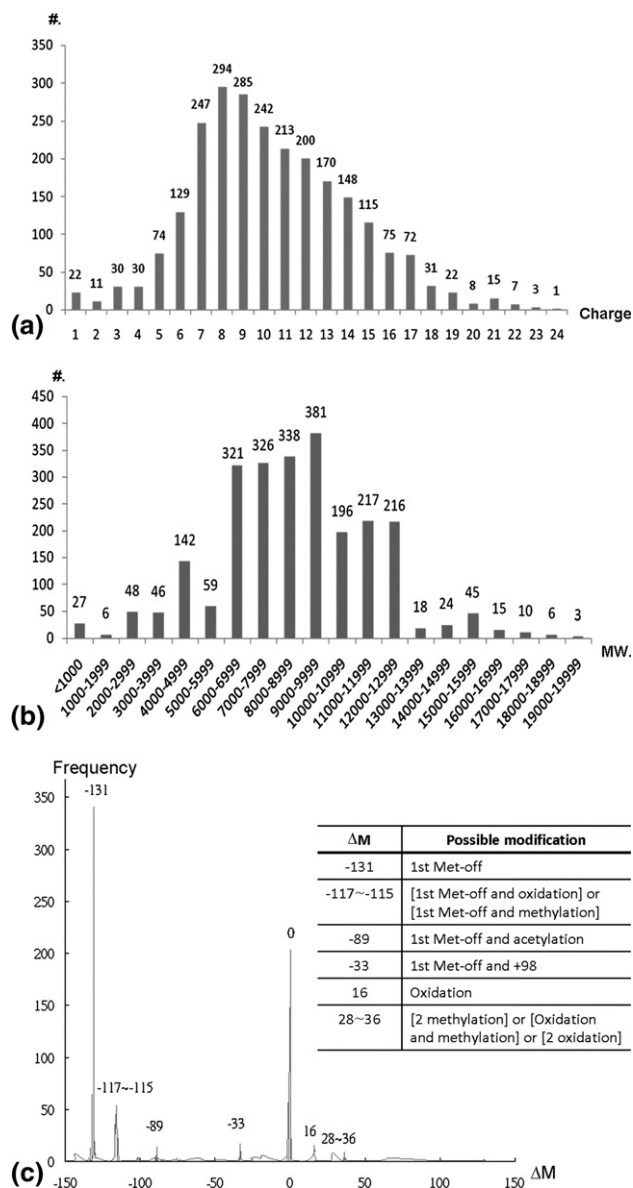 #.
350
300
250
200
150
100
50
0
22 11 30 30 74 129 247 294 285 242 213 200 170 148 115 75 72 31 22 8 15 7 3 1
1 2 3 4 5 6 7 8 9 10 11 12 13 14 15 16 17 18 19 20 21 22 23 24
Charge
(a)
#.
450
400
350
300
250
200
150
100
50
0
27 6 48 46 142 59 321 326 338 381 196 217 216 18 24 45 15 10 6 3
MW.
<1000
1000-1999
2000-2999
3000-3999
4000-4999
5000-5999
6000-6999
7000-7999
8000-8999
9000-9999
10000-10999
11000-11999
12000-12999
13000-13999
14000-14999
15000-15999
16000-16999
17000-17999
18000-18999
19000-19999
(b)
Frequency
350
300
250
200
150
100
50
0
-131
-117~-115
-89
-33
0
16
28~36
-150 -100 -50 0 50 100 150
ΔM
(c)
ΔM Possible modification
-131 1st Met-off
-117~-115 [1st Met-off and oxidation] or
[1st Met-off and methylation]
-89 1st Met-off and acetylation
-33 1st Met-off and +98
16 Oxidation
28~36 [2 methylation] or [Oxidation
and methylation] or [2 oxidation]